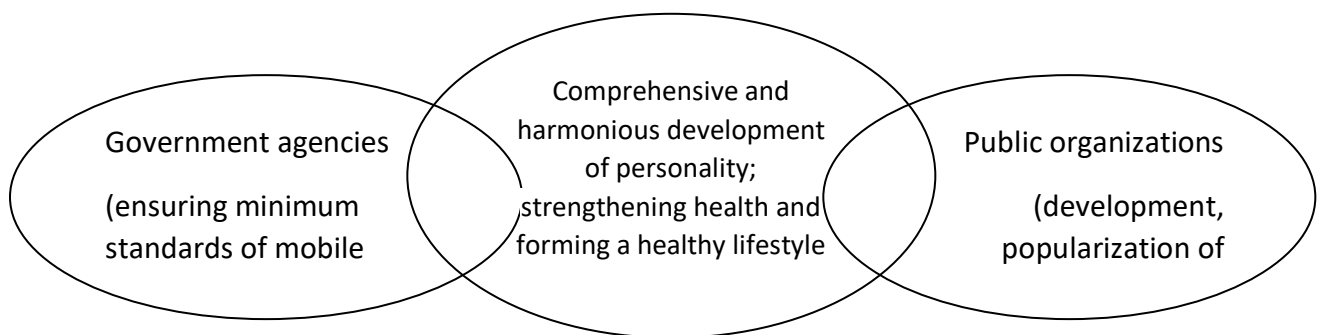 Government agencies
(ensuring minimum
standards of mobile
Comprehensive and
harmonious development
of personality;
strengthening health and
forming a healthy lifestyle
Public organizations
(development,
popularization of